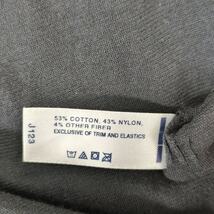 53% COTTON, 43% NYLON,
4% OTHER FIBER
EXCLUSIVE OF TRIM AND ELASTICS
J123